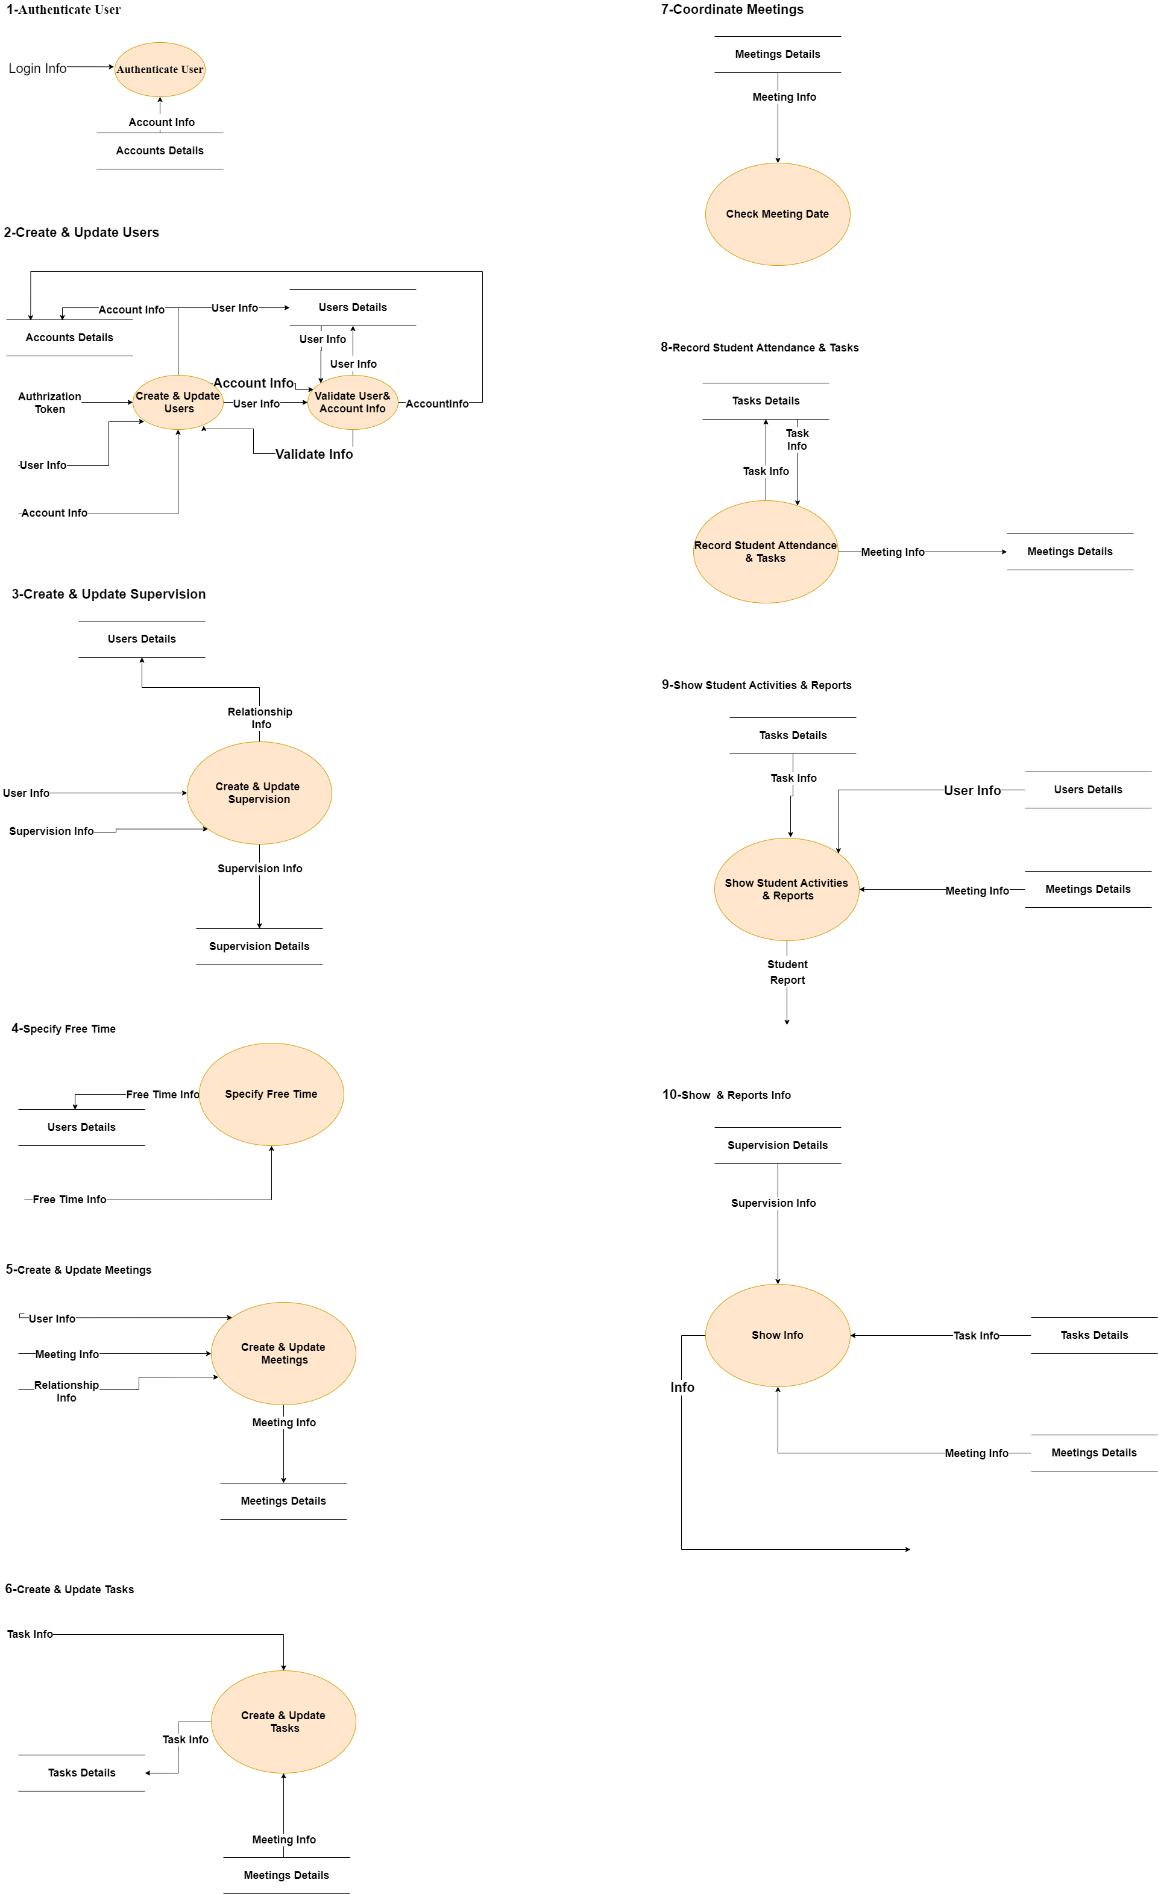 1-Authenticate User
Login Info
Authenticate User
Account Info
Accounts Details
2-Create & Update Users
Account Info
User Info
Users Details
Accounts Details
User Info
User Info
Account Info
Authrization
Token
Create & Update
Users
User Info
Validate User&
Account Info
AccountInfo
Validate Info
User Info
Account Info
3-Create & Update Supervision
Users Details
Relationship
Info
User Info
Create & Update
Supervision
Supervision Info
Supervision Info
Supervision Details
4-Specify Free Time
Free Time Info
Specify Free Time
Users Details
Free Time Info
5-Create & Update Meetings
User Info
Meeting Info
Create & Update
Meetings
Relationship
Info
Meeting Info
Meetings Details
6-Create & Update Tasks
Task Info
Create & Update
Tasks
Task Info
Tasks Details
Meeting Info
Meetings Details
7-Coordinate Meetings
Meetings Details
Meeting Info
Check Meeting Date
8-Record Student Attendance & Tasks
Tasks Details
Task
Info
Task Info
Record Student Attendance
& Tasks
Meeting Info
Meetings Details
9-Show Student Activities & Reports
Tasks Details
Task Info
User Info
Users Details
Show Student Activities
& Reports
Meeting Info
Meetings Details
Student
Report
10-Show & Reports Info
Supervision Details
Supervision Info
Show Info
Task Info
Tasks Details
Info
Meeting Info
Meetings Details